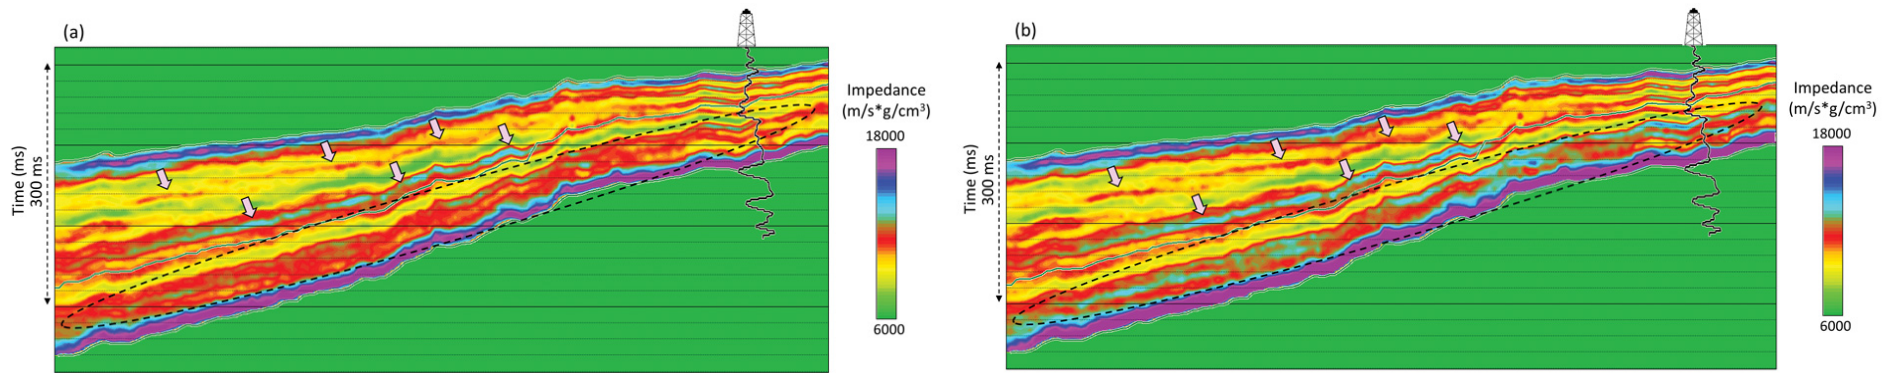 (a)
Time (ms)
300 ms
Impedance
(m/s*g/cm³)
18000
6000
(b)
Time (ms)
300 ms
Impedance
(m/s*g/cm³)
18000
6000